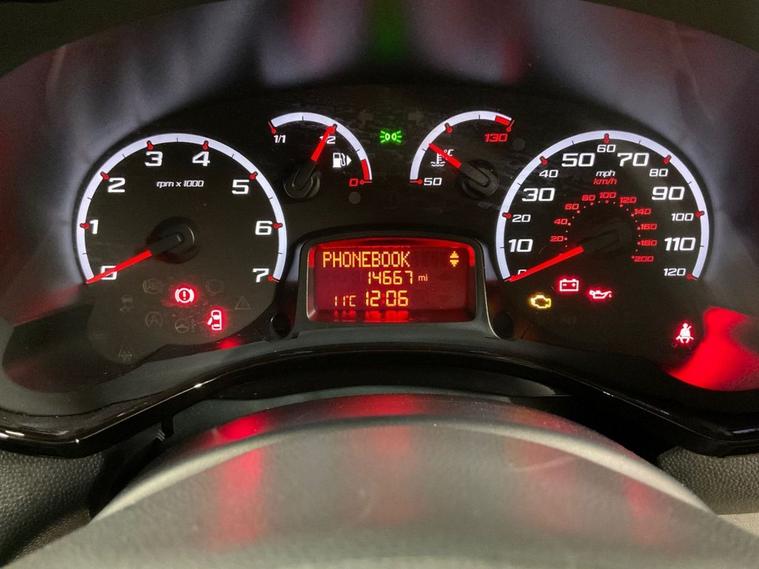 0 1 2 3 4 5 6 7
rpm x 1000
1/1 1/2 0
50 °C 130
PHONEBOOK
14667 mi
11°C 12:06
0 10 20 30 40 50 60 70 80 90 100 110 120
mph
km/h
20 40 60 80 100 120 140 160 180 200